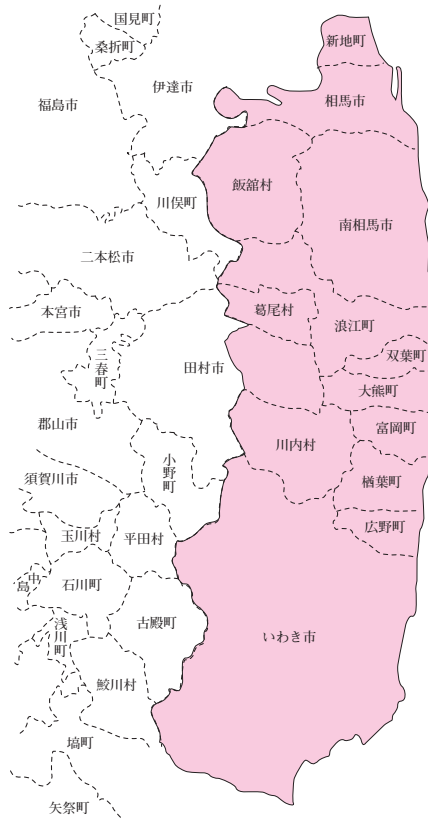 国見町
桑折町
新地町
伊達市
相馬市
福島市
飯舘村
川俣町
南相馬市
二本松市
葛尾村
本宮市
浪江町
双葉町
三春町
田村市
大熊町
郡山市
富岡町
川内村
小野町
須賀川市
楢葉町
広野町
玉川村
平田村
中島
石川町
古殿町
浅川町
いわき市
鮫川村
塙町
矢祭町